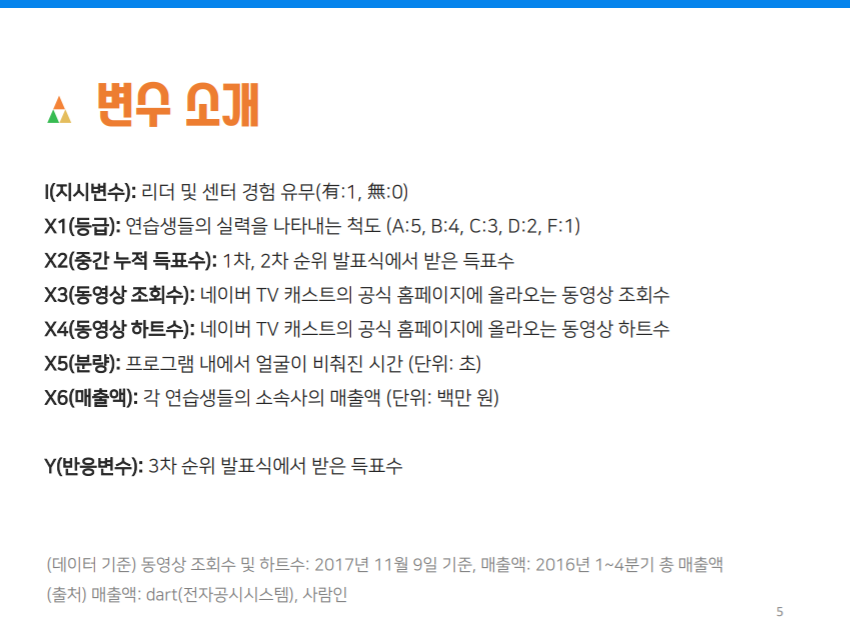 변수 소개
I(지시변수): 리더 및 센터 경험 유무(有:1, 無:0)
X1(등급): 연습생들의 실력을 나타내는 척도 (A:5, B:4, C:3, D:2, F:1)
X2(중간 누적 득표수): 1차, 2차 순위 발표식에서 받은 득표수
X3(동영상 조회수): 네이버 TV 캐스트의 공식 홈페이지에 올라오는 동영상 조회수
X4(동영상 하트수): 네이버 TV 캐스트의 공식 홈페이지에 올라오는 동영상 하트수
X5(분량): 프로그램 내에서 얼굴이 비춰진 시간 (단위: 초)
X6(매출액): 각 연습생들의 소속사의 매출액 (단위: 백만 원)
Y(반응변수): 3차 순위 발표식에서 받은 득표수
(데이터 기준) 동영상 조회수 및 하트수: 2017년 11월 9일 기준, 매출액: 2016년 1~4분기 총 매출액
(출처) 매출액: dart(전자공시시스템), 사람인
5